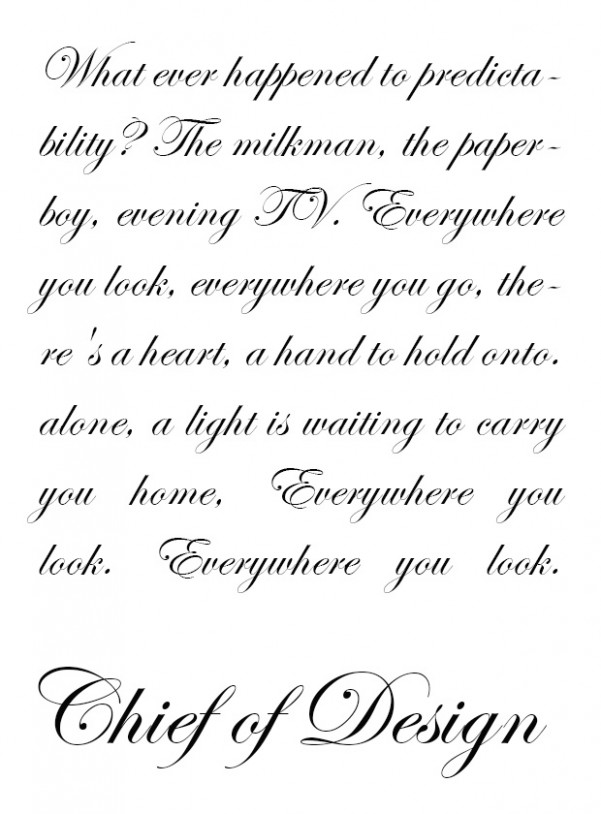 What ever happened to predicta-
bility? The milkman, the paper-
boy, evening TV. Everywhere
you look, everywhere you go, the-
re 's a heart, a hand to hold onto.
alone, a light is waiting to carry
you home, Everywhere you
look. Everywhere you look.
Chief of Design